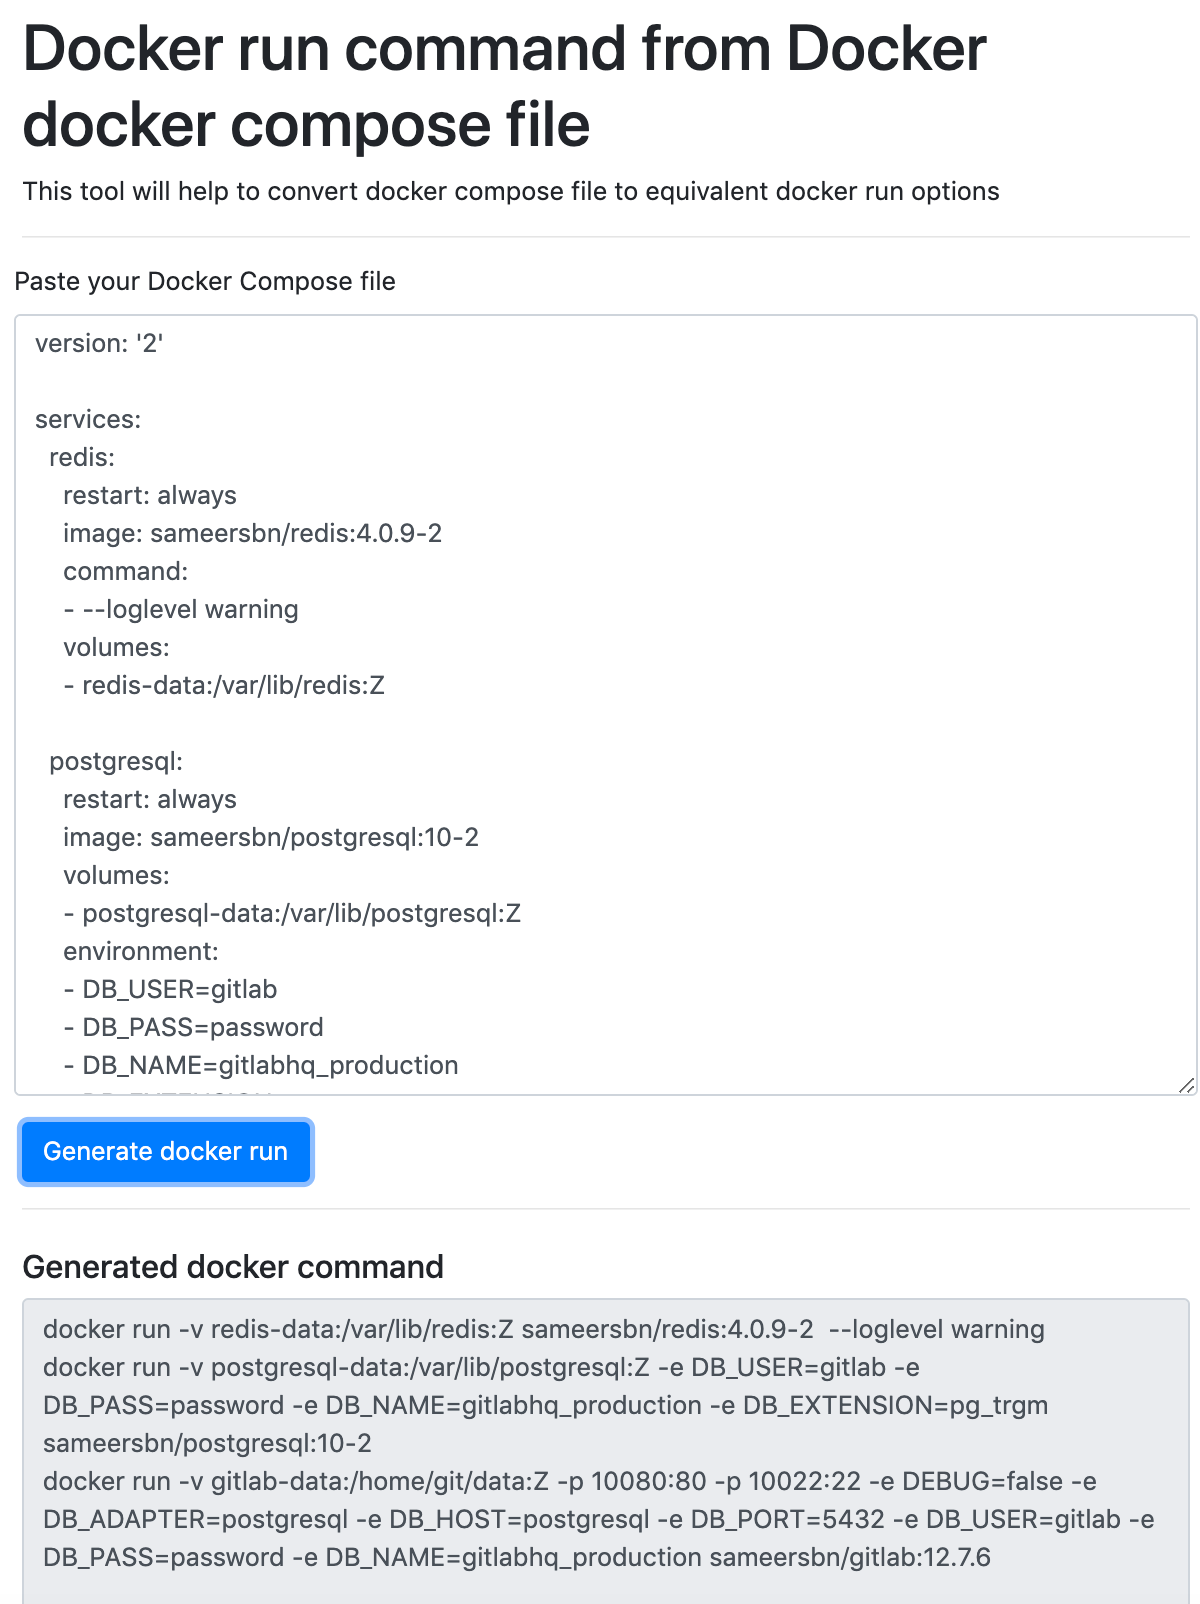 Docker run command from Docker
docker compose file
This tool will help to convert docker compose file to equivalent docker run options
Paste your Docker Compose file
version: '2'
services:
redis:
restart: always
image: sameersbn/redis:4.0.9-2
command:
- --loglevel warning
volumes:
- redis-data:/var/lib/redis:Z
postgresql:
restart: always
image: sameersbn/postgresql:10-2
volumes:
- postgresql-data:/var/lib/postgresql:Z
environment:
- DB_USER=gitlab
- DB_PASS=password
- DB_NAME=gitlabhq_production
Generate docker run
Generated docker command
docker run -v redis-data:/var/lib/redis:Z sameersbn/redis:4.0.9-2  --loglevel warning
docker run -v postgresql-data:/var/lib/postgresql:Z -e DB_USER=gitlab -e
DB_PASS=password -e DB_NAME=gitlabhq_production -e DB_EXTENSION=pg_trgm
sameersbn/postgresql:10-2
docker run -v gitlab-data:/home/git/data:Z -p 10080:80 -p 10022:22 -e DEBUG=false -e
DB_ADAPTER=postgresql -e DB_HOST=postgresql -e DB_PORT=5432 -e DB_USER=gitlab -e
DB_PASS=password -e DB_NAME=gitlabhq_production sameersbn/gitlab:12.7.6